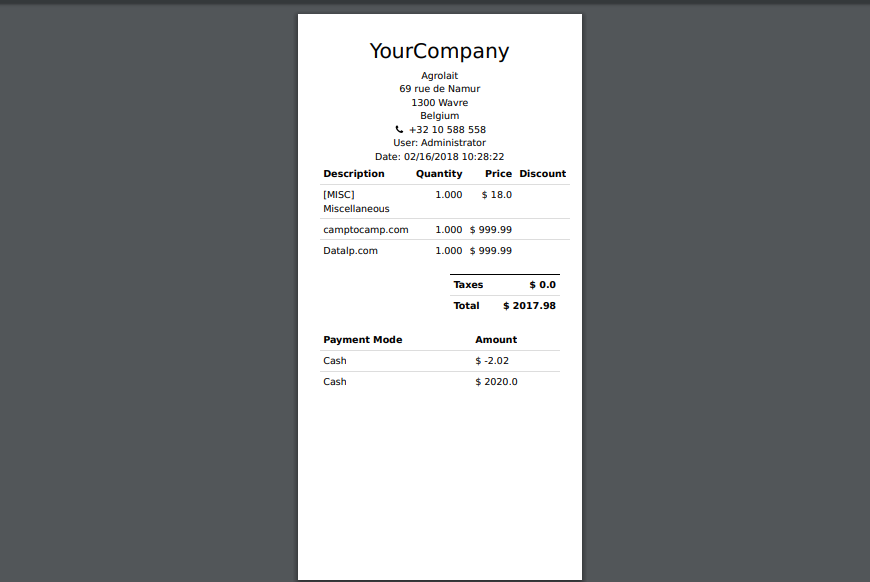 YourCompany
Agrolait
69 rue de Namur
1300 Wavre
Belgium
+32 10 588 558
User: Administrator
Date: 02/16/2018 10:28:22
Description Quantity Price Discount
[MISC] 1.000 $ 18.0
Miscellaneous
camptocamp.com 1.000 $ 999.99
Datalp.com 1.000 $ 999.99
Taxes $ 0.0
Total $ 2017.98
Payment Mode Amount
Cash $ -2.02
Cash $ 2020.0